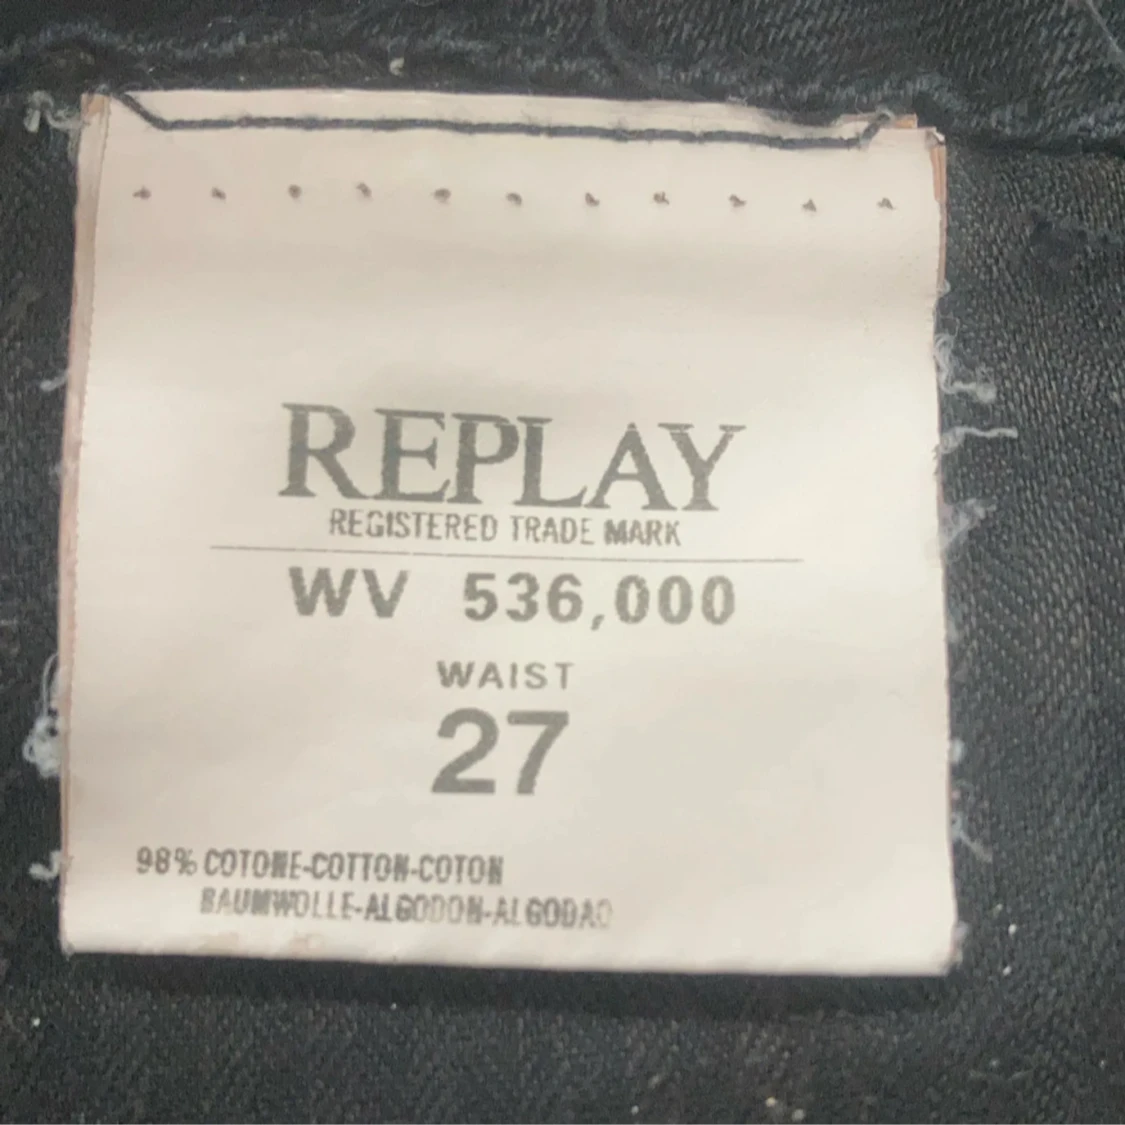 REPLAY
REGISTERED TRADE MARK
WV 536,000
WAIST
27
98% COTONE-COTTON-COTON
BAUMWOLLE-ALGODON-ALGODAO